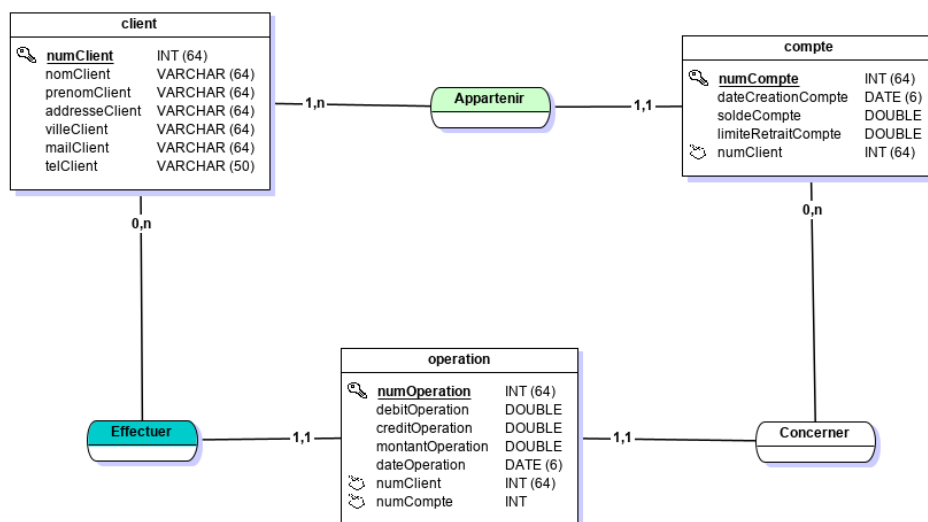 client
numClient INT (64)
nomClient VARCHAR (64)
prenomClient VARCHAR (64)
addresseClient VARCHAR (64)
villeClient VARCHAR (64)
mailClient VARCHAR (64)
telClient VARCHAR (50)
1,n
Appartenir
1,1
compte
numCompte INT (64)
dateCreationCompte DATE (6)
soldeCompte DOUBLE
limiteRetraitCompte DOUBLE
numClient INT (64)
0,n
0,n
operation
numOperation INT (64)
debitOperation DOUBLE
creditOperation DOUBLE
montantOperation DOUBLE
dateOperation DATE (6)
numClient INT (64)
numCompte INT
Effectuer
1,1
1,1
Concerner